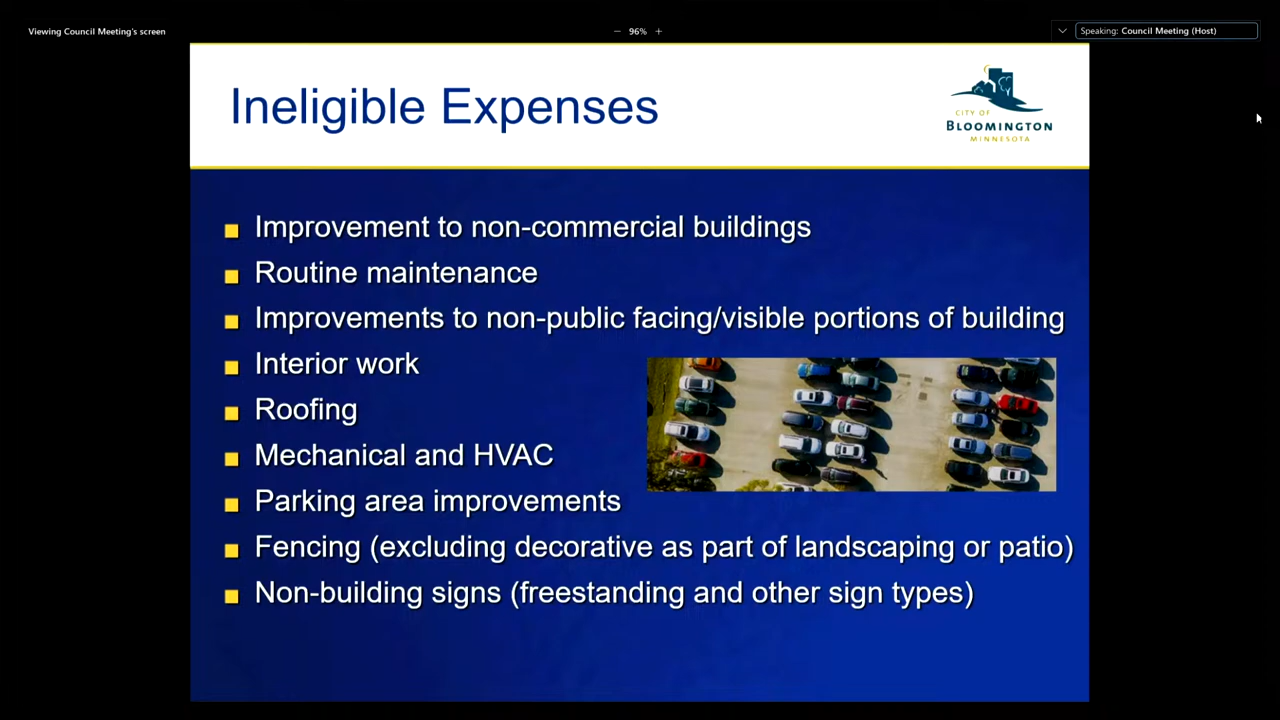 Viewing Council Meeting's screen
− 96% +
Speaking: Council Meeting (Host)
Ineligible Expenses
CITY OF
BLOOMINGTON
MINNESOTA
Improvement to non-commercial buildings
Routine maintenance
Improvements to non-public facing/visible portions of building
Interior work
Roofing
Mechanical and HVAC
Parking area improvements
Fencing (excluding decorative as part of landscaping or patio)
Non-building signs (freestanding and other sign types)